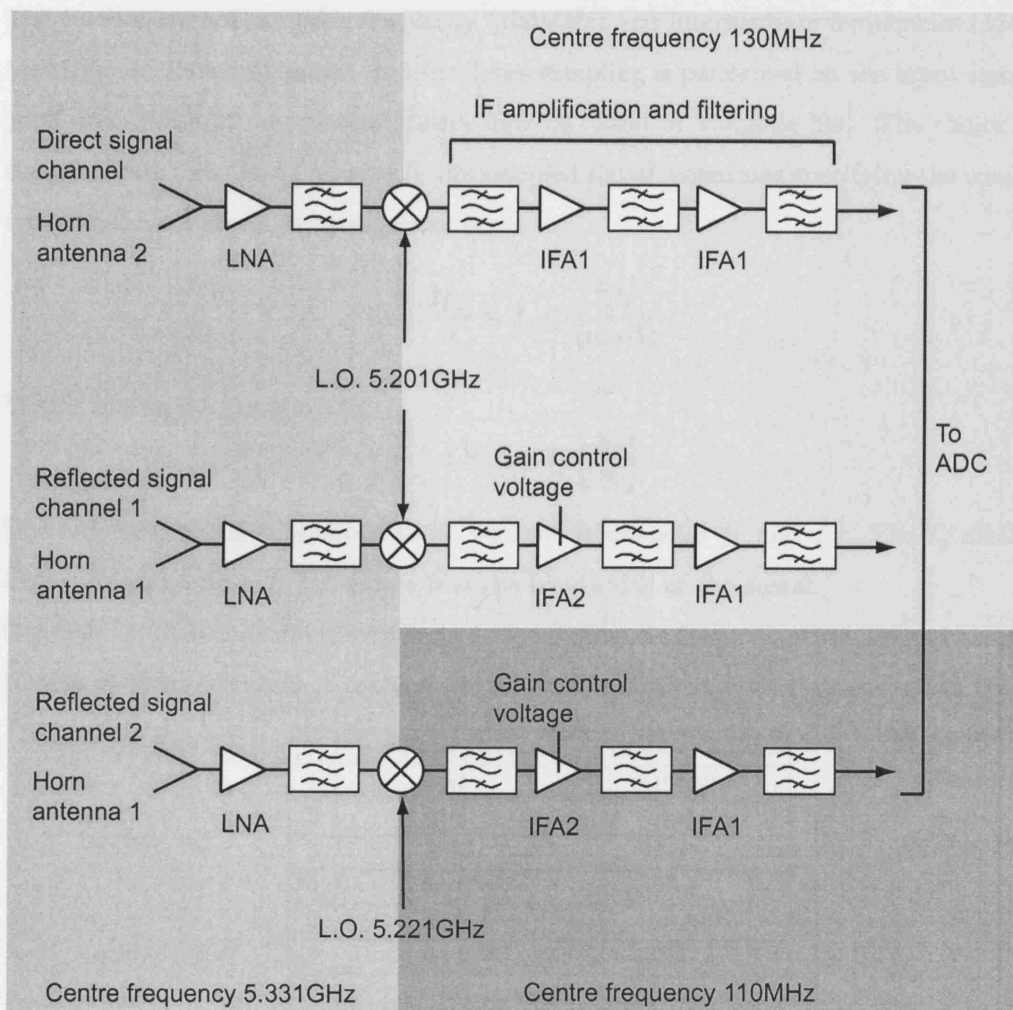 Centre frequency 130MHz
IF amplification and filtering
Direct signal
channel
Horn
antenna 2
LNA
IFA1
IFA1
L.O. 5.201GHz
To
ADC
Reflected signal
channel 1
Gain control
voltage
Horn
antenna 1
LNA
IFA2
IFA1
Reflected signal
channel 2
Gain control
voltage
Horn
antenna 1
LNA
IFA2
IFA1
L.O. 5.221GHz
Centre frequency 5.331GHz
Centre frequency 110MHz